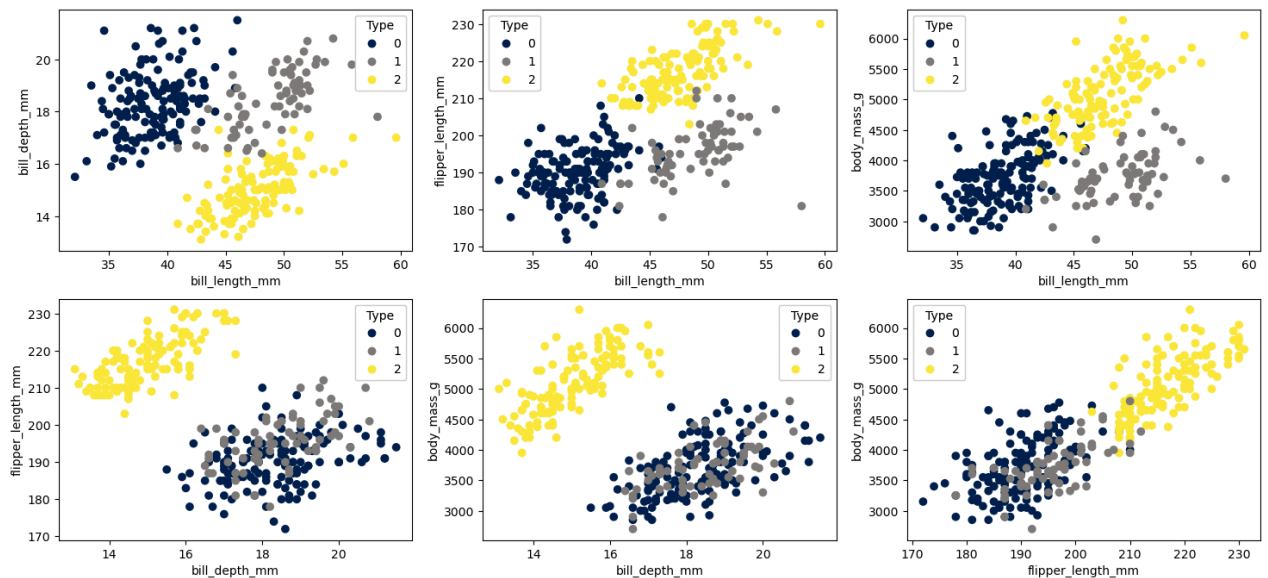 bill_depth_mm
20
18
16
14
35 40 45 50 55 60
bill_length_mm
Type
0
1
2
flipper_length_mm
230
220
210
200
190
180
170
35 40 45 50 55 60
bill_length_mm
Type
0
1
2
body_mass_g
6000
5500
5000
4500
4000
3500
3000
35 40 45 50 55 60
bill_length_mm
Type
0
1
2
flipper_length_mm
230
220
210
200
190
180
170
14 16 18 20
bill_depth_mm
Type
0
1
2
body_mass_g
6000
5500
5000
4500
4000
3500
3000
14 16 18 20
bill_depth_mm
Type
0
1
2
body_mass_g
6000
5500
5000
4500
4000
3500
3000
170 180 190 200 210 220 230
flipper_length_mm
Type
0
1
2